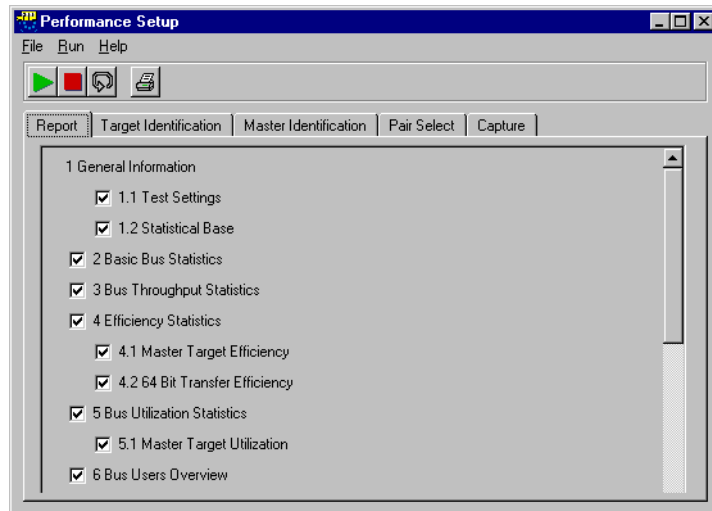 Performance Setup
File Run Help
Report Target Identification Master Identification Pair Select Capture
1 General Information
1.1 Test Settings
1.2 Statistical Base
2 Basic Bus Statistics
3 Bus Throughput Statistics
4 Efficiency Statistics
4.1 Master Target Efficiency
4.2 64 Bit Transfer Efficiency
5 Bus Utilization Statistics
5.1 Master Target Utilization
6 Bus Users Overview